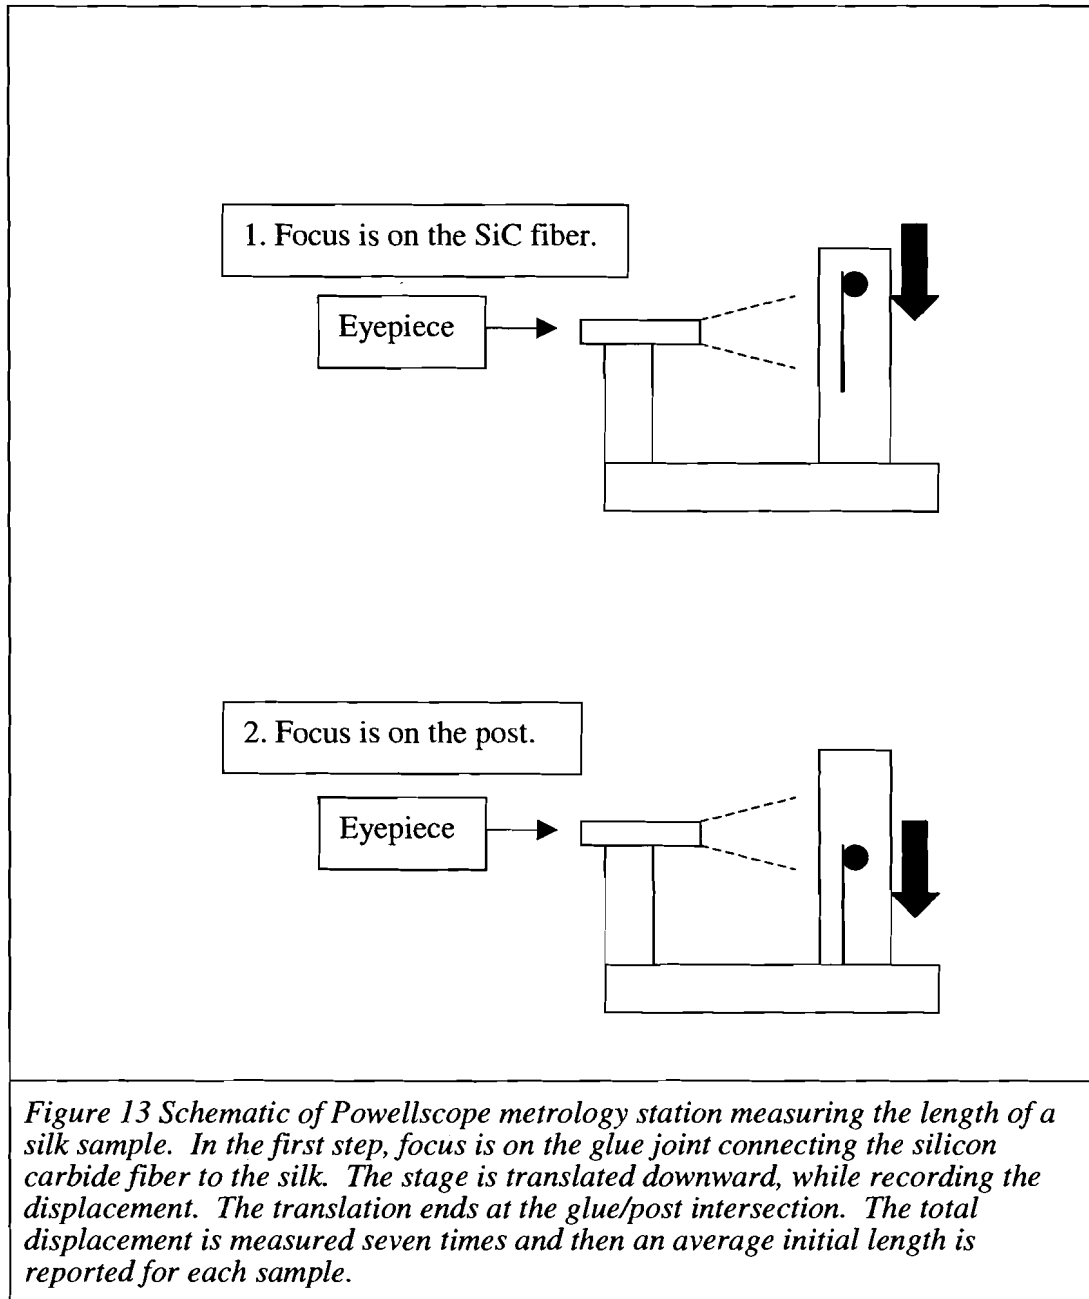 1. Focus is on the SiC fiber.
Eyepiece
2. Focus is on the post.
Eyepiece
Figure 13 Schematic of Powellscope metrology station measuring the length of a
silk sample. In the first step, focus is on the glue joint connecting the silicon
carbide fiber to the silk. The stage is translated downward, while recording the
displacement. The translation ends at the glue/post intersection. The total
displacement is measured seven times and then an average initial length is
reported for each sample.